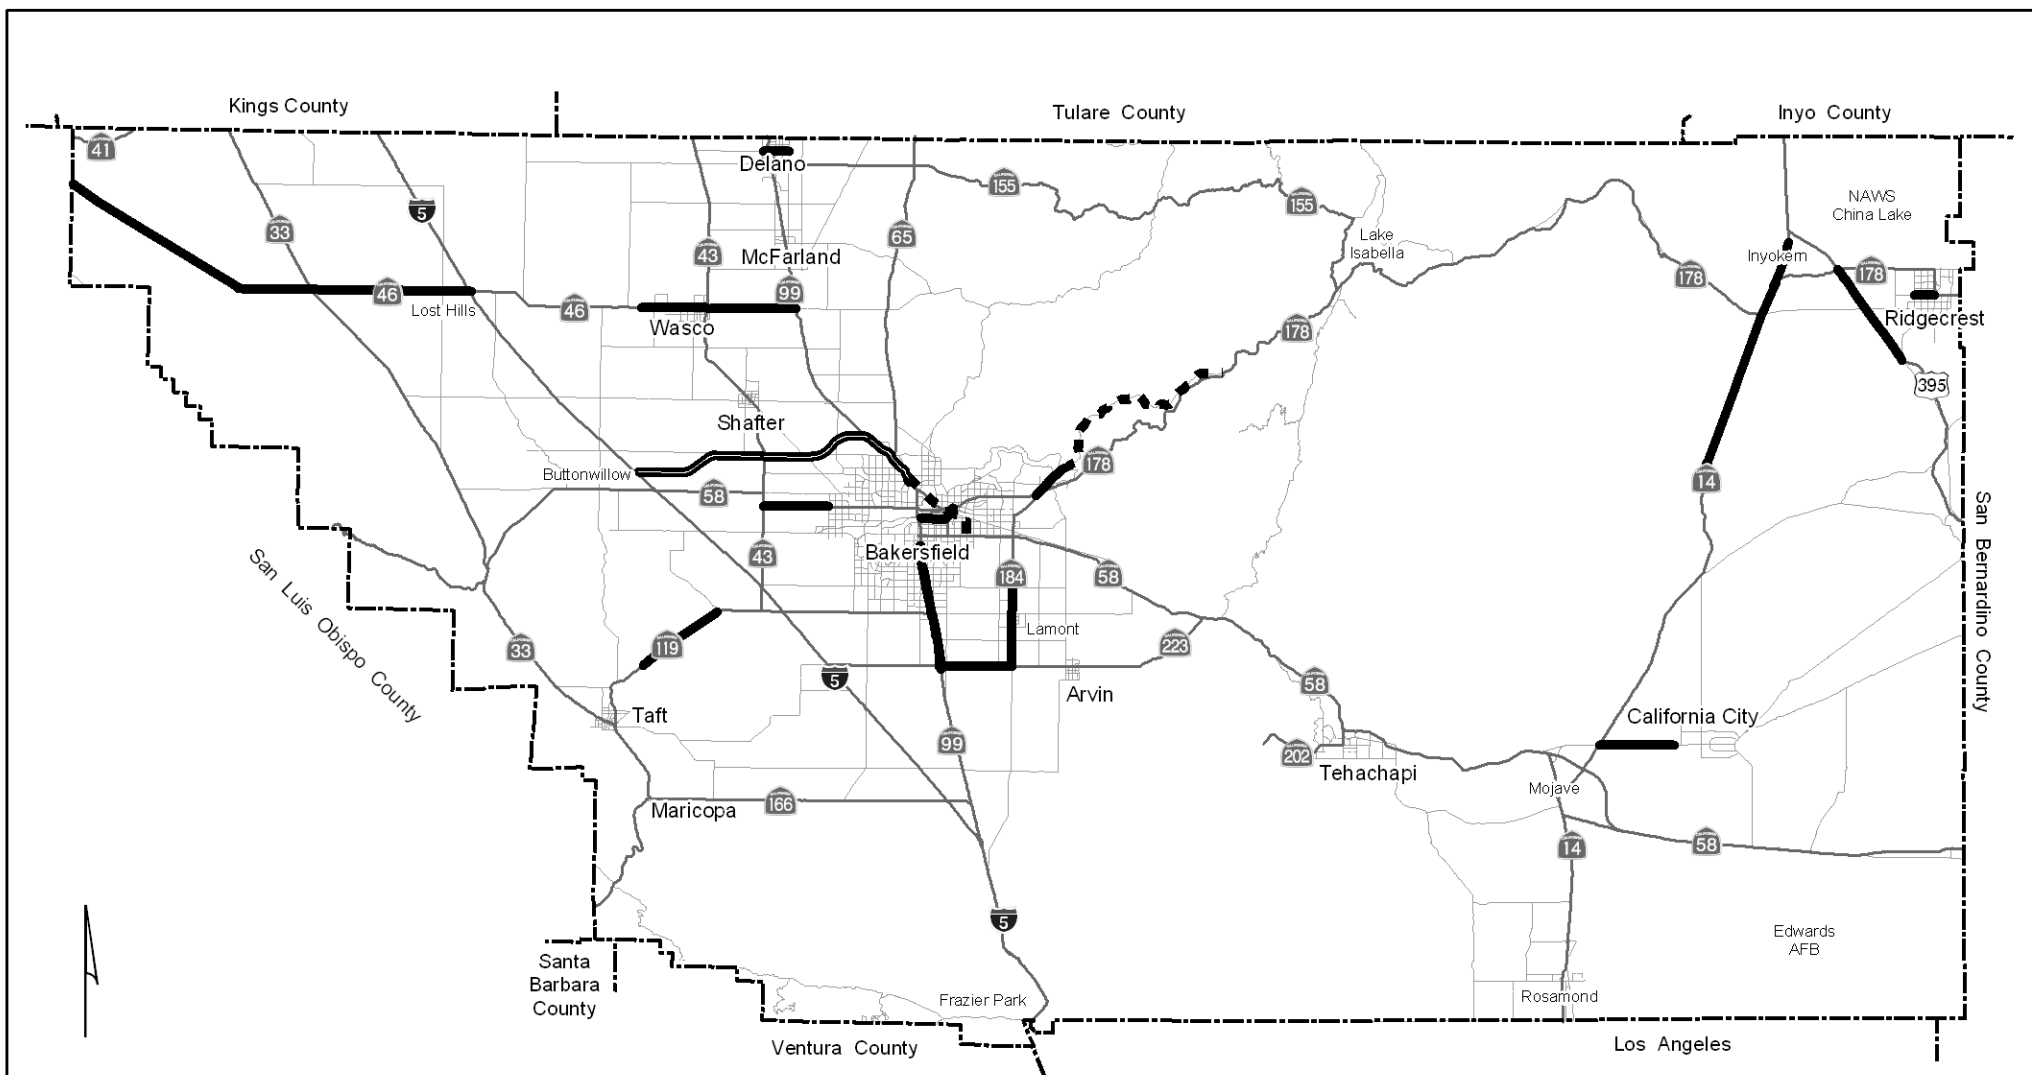 Kings County
Tulare County
Inyo County
41
Delano
155
155
NAWS
China Lake
5
33
65
43
Lake
Isabella
McFarland
Inyokern
178
178
46
99
46
Lost Hills
Wasco
178
Ridgecrest
395
Shafter
178
Buttonwillow
58
14
San Bernardino County
43
Bakersfield
184
58
San Luis Obispo County
Lamont
33
119
223
5
58
Arvin
Taft
California City
99
202
Tehachapi
Mojave
Maricopa
166
14
58
5
Edwards
AFB
Santa
Barbara
County
Frazier Park
Rosamond
Ventura County
Los Angeles